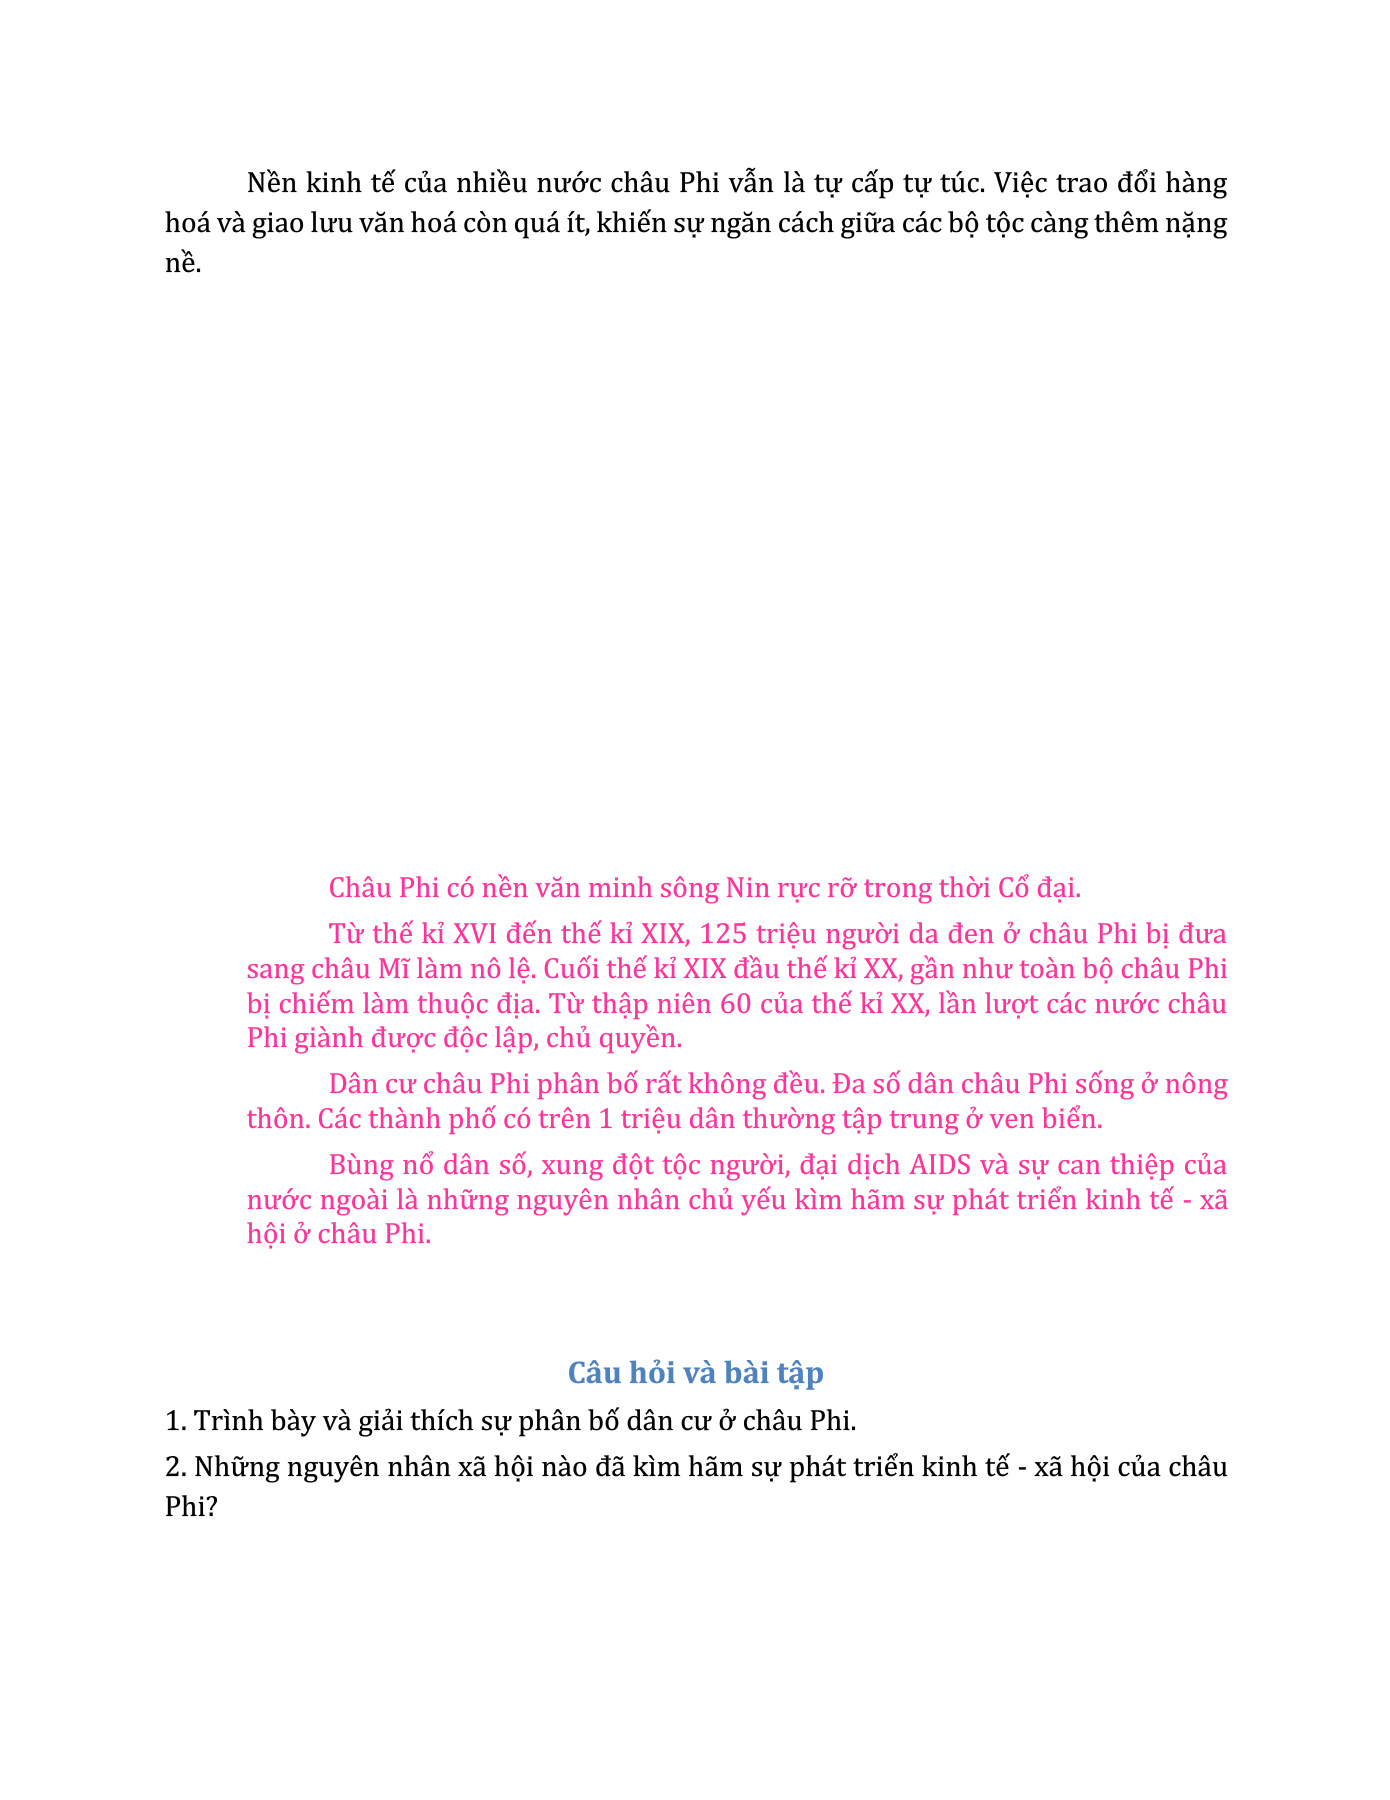 Nền kinh tế của nhiều nước châu Phi vẫn là tự cấp tự túc. Việc trao đổi hàng
hoá và giao lưu văn hoá còn quá ít, khiến sự ngăn cách giữa các bộ tộc càng thêm nặng
nề.
Châu Phi có nền văn minh sông Nin rực rỡ trong thời Cổ đại.
Từ thế kỉ XVI đến thế kỉ XIX, 125 triệu người da đen ở châu Phi bị đưa
sang châu Mĩ làm nô lệ. Cuối thế kỉ XIX đầu thế kỉ XX, gần như toàn bộ châu Phi
bị chiếm làm thuộc địa. Từ thập niên 60 của thế kỉ XX, lần lượt các nước châu
Phi giành được độc lập, chủ quyền.
Dân cư châu Phi phân bố rất không đều. Đa số dân châu Phi sống ở nông
thôn. Các thành phố có trên 1 triệu dân thường tập trung ở ven biển.
Bùng nổ dân số, xung đột tộc người, đại dịch AIDS và sự can thiệp của
nước ngoài là những nguyên nhân chủ yếu kìm hãm sự phát triển kinh tế - xã
hội ở châu Phi.
Câu hỏi và bài tập
1. Trình bày và giải thích sự phân bố dân cư ở châu Phi.
2. Những nguyên nhân xã hội nào đã kìm hãm sự phát triển kinh tế - xã hội của châu
Phi?